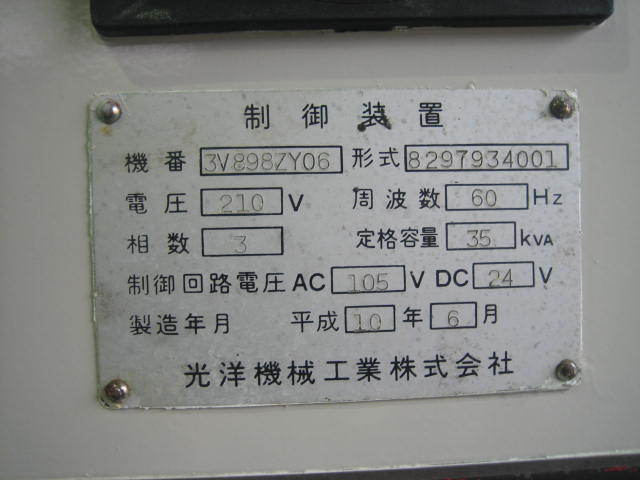 制御装置
機番 3V898ZY06 形式 8297934001
電圧 210 V 周波数 60 Hz
相数 3 定格容量 35 kVA
制御回路電圧 AC 105 V DC 24 V
製造年月 平成 10 年 6 月
光洋機械工業株式会社